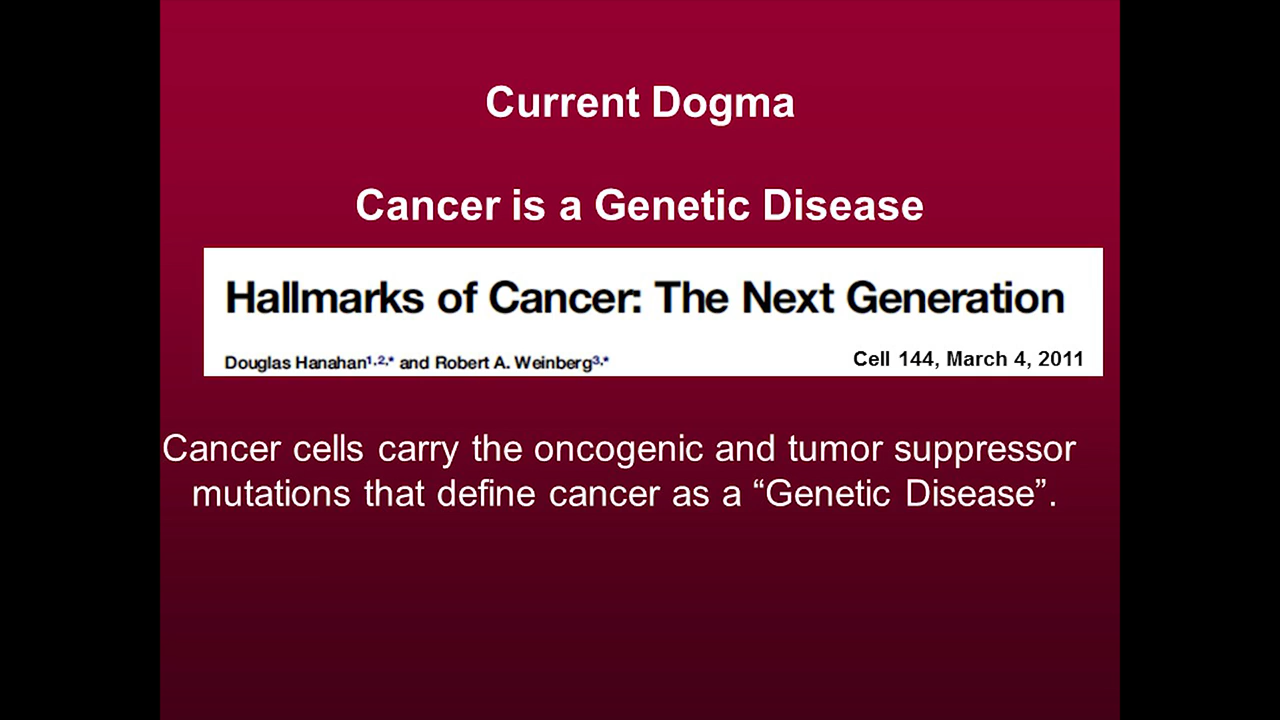 Current Dogma
Cancer is a Genetic Disease
Hallmarks of Cancer: The Next Generation
Douglas Hanahan1,2,* and Robert A. Weinberg3,*
Cell 144, March 4, 2011
Cancer cells carry the oncogenic and tumor suppressor
mutations that define cancer as a “Genetic Disease”.